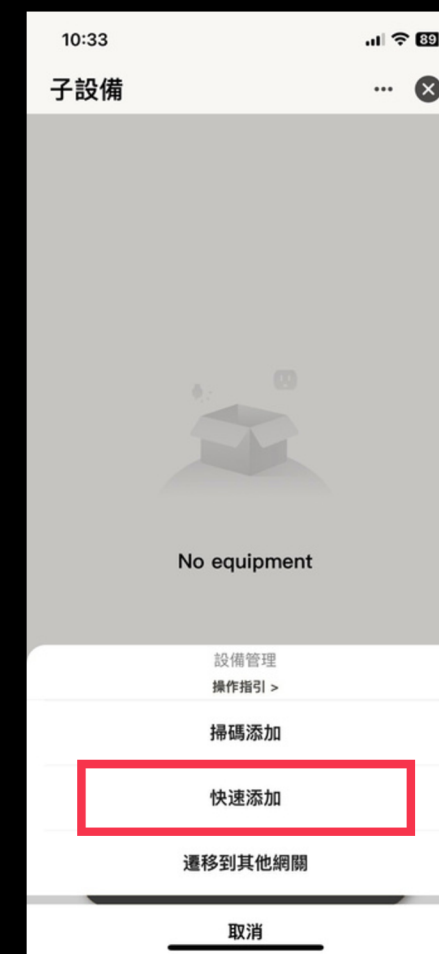 10:33
89
子設備
No equipment
設備管理
操作指引 >
掃碼添加
快速添加
遷移到其他網關
取消